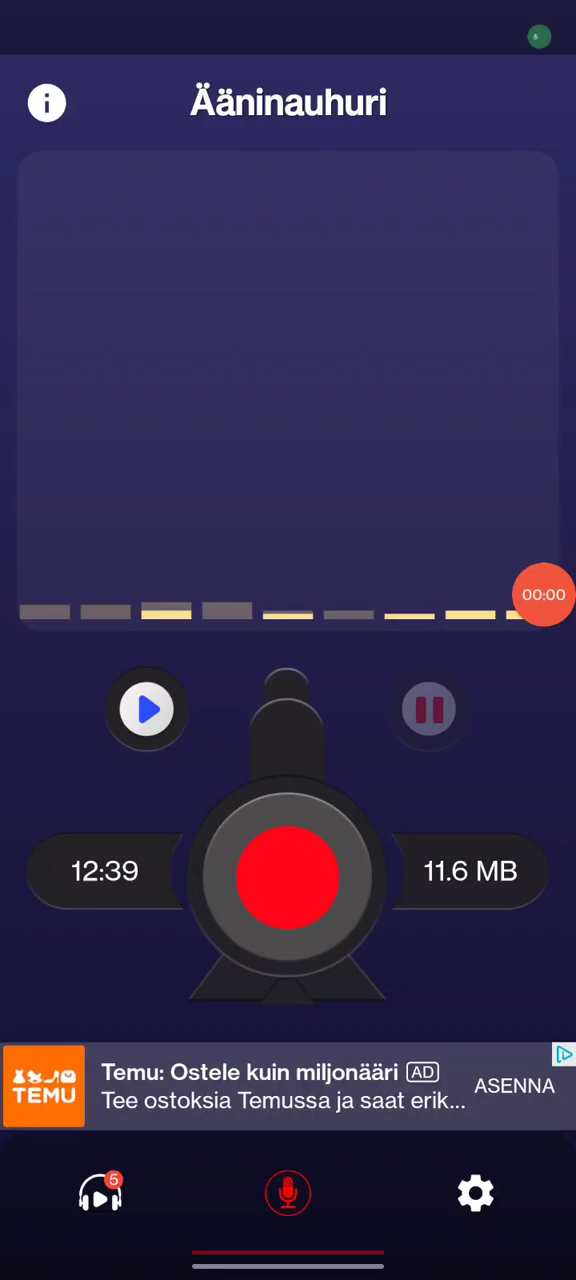 Ääninauhuri
00:00
12:39
11.6 MB
Temu: Ostele kuin miljonääri AD
Tee ostoksia Temussa ja saat erik...
ASENNA
TEMU
5